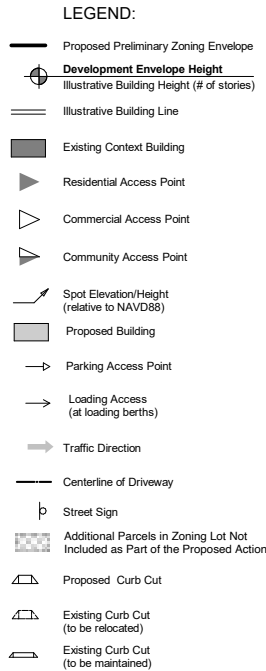 LEGEND:
Proposed Preliminary Zoning Envelope
Development Envelope Height
Illustrative Building Height (# of stories)
Illustrative Building Line
Existing Context Building
Residential Access Point
Commercial Access Point
Community Access Point
Spot Elevation/Height
(relative to NAVD88)
Proposed Building
Parking Access Point
Loading Access
(at loading berths)
Traffic Direction
Centerline of Driveway
Street Sign
Additional Parcels in Zoning Lot Not
Included as Part of the Proposed Action
Proposed Curb Cut
Existing Curb Cut
(to be relocated)
Existing Curb Cut
(to be maintained)